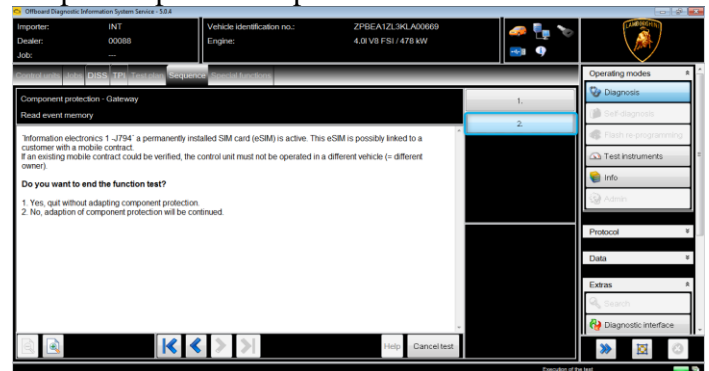 Offboard Diagnostic Information System Service - 5.0.4
Importer: INT
Dealer: 00088
Job: ---
Vehicle identification no.: ZPBEA1ZL3KLA00669
Engine: 4.0l V8 FSI / 478 kW
LAMBORGHINI
Control units Jobs DISS TPI Test plan Sequence Special functions
Component protection - Gateway
Read event memory
1.
2.
`Information electronics 1 -J794` a permanently installed SIM card (eSIM) is active. This eSIM is possibly linked to a
customer with a mobile contract.
If an existing mobile contract could be verified, the control unit must not be operated in a different vehicle (= different
owner).
Do you want to end the function test?
1. Yes, quit without adapting component protection.
2. No, adaption of component protection will be continued.
Help
Cancel test
Operating modes
Diagnosis
Self-diagnosis
Flash re-programming
Test instruments
Info
Admin
Protocol
Data
Extras
Search
Diagnostic interface
Execution of the test